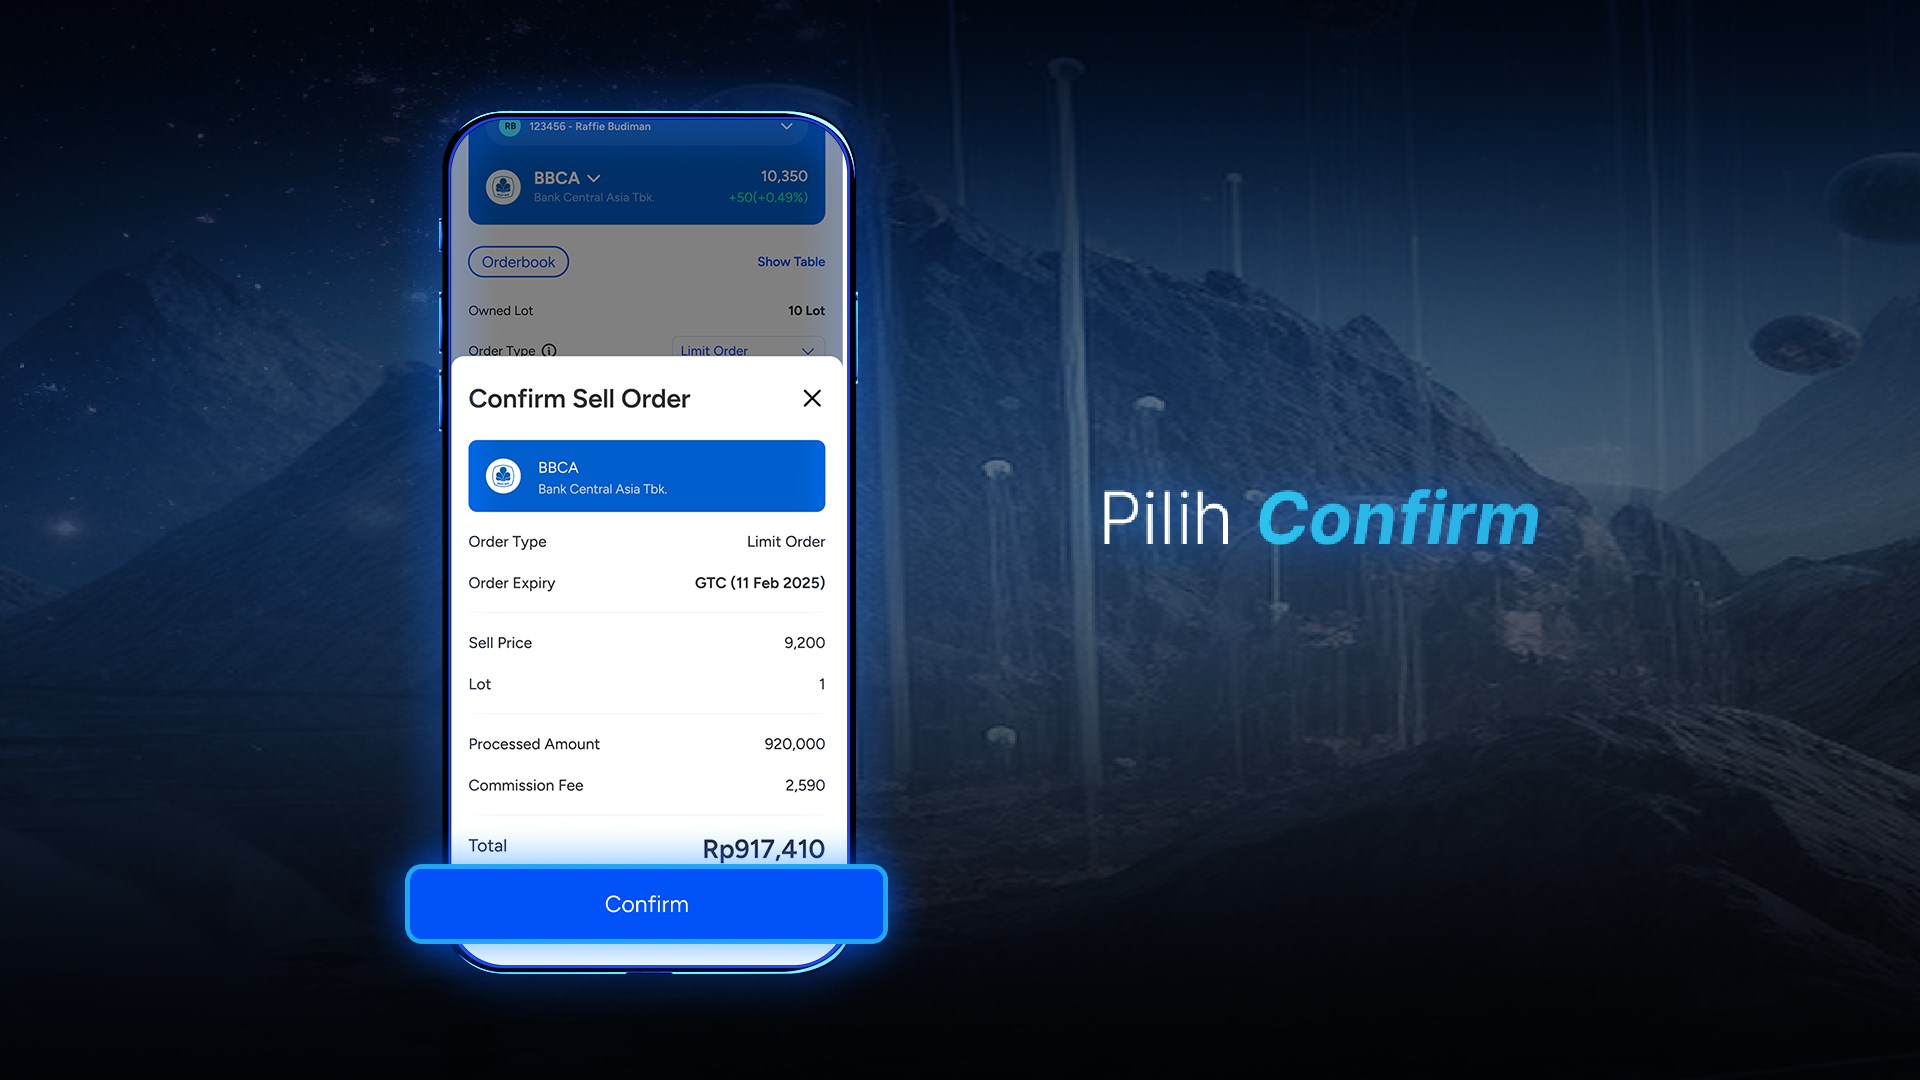 RB 123456 - Raffie Budiman
BBCA 10,350
Bank Central Asia Tbk. +50(+0.49%)
Orderbook Show Table
Owned Lot 10 Lot
Order Type Limit Order
Confirm Sell Order
BBCA
Bank Central Asia Tbk.
Order Type Limit Order
Order Expiry GTC (11 Feb 2025)
Sell Price 9,200
Lot 1
Processed Amount 920,000
Commission Fee 2,590
Total Rp917,410
Confirm
Pilih Confirm